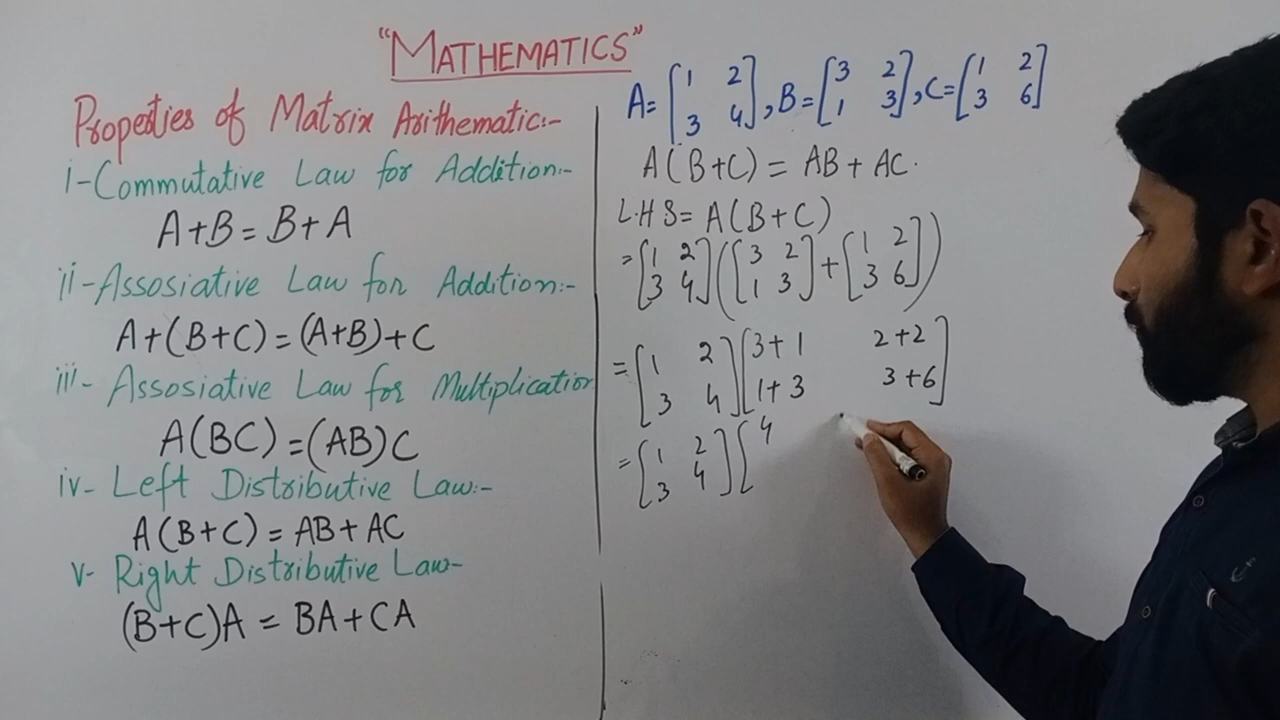 "MATHEMATICS"
Properties of Matrix Arithematic:-
i-Commutative Law for Addition:-
A+B = B+A
ii-Assosiative Law for Addition:-
A+(B+C)=(A+B)+C
iii- Assosiative Law for Multiplication
A(BC)=(AB)C
iv- Left Distributive Law:-
A(B+C) = AB+AC
v- Right Distributive Law-
(B+C)A = BA+CA
A=[1 2
3 4], B=[3 2
1 3], C=[1 2
3 6]
A(B+C) = AB+AC.
L.H S= A(B+C)
=[1 2
3 4]([3 2
1 3]+[1 2
3 6])
=[1 2
3 4][3+1 2+2
1+3 3+6]
=[1 2
3 4][4